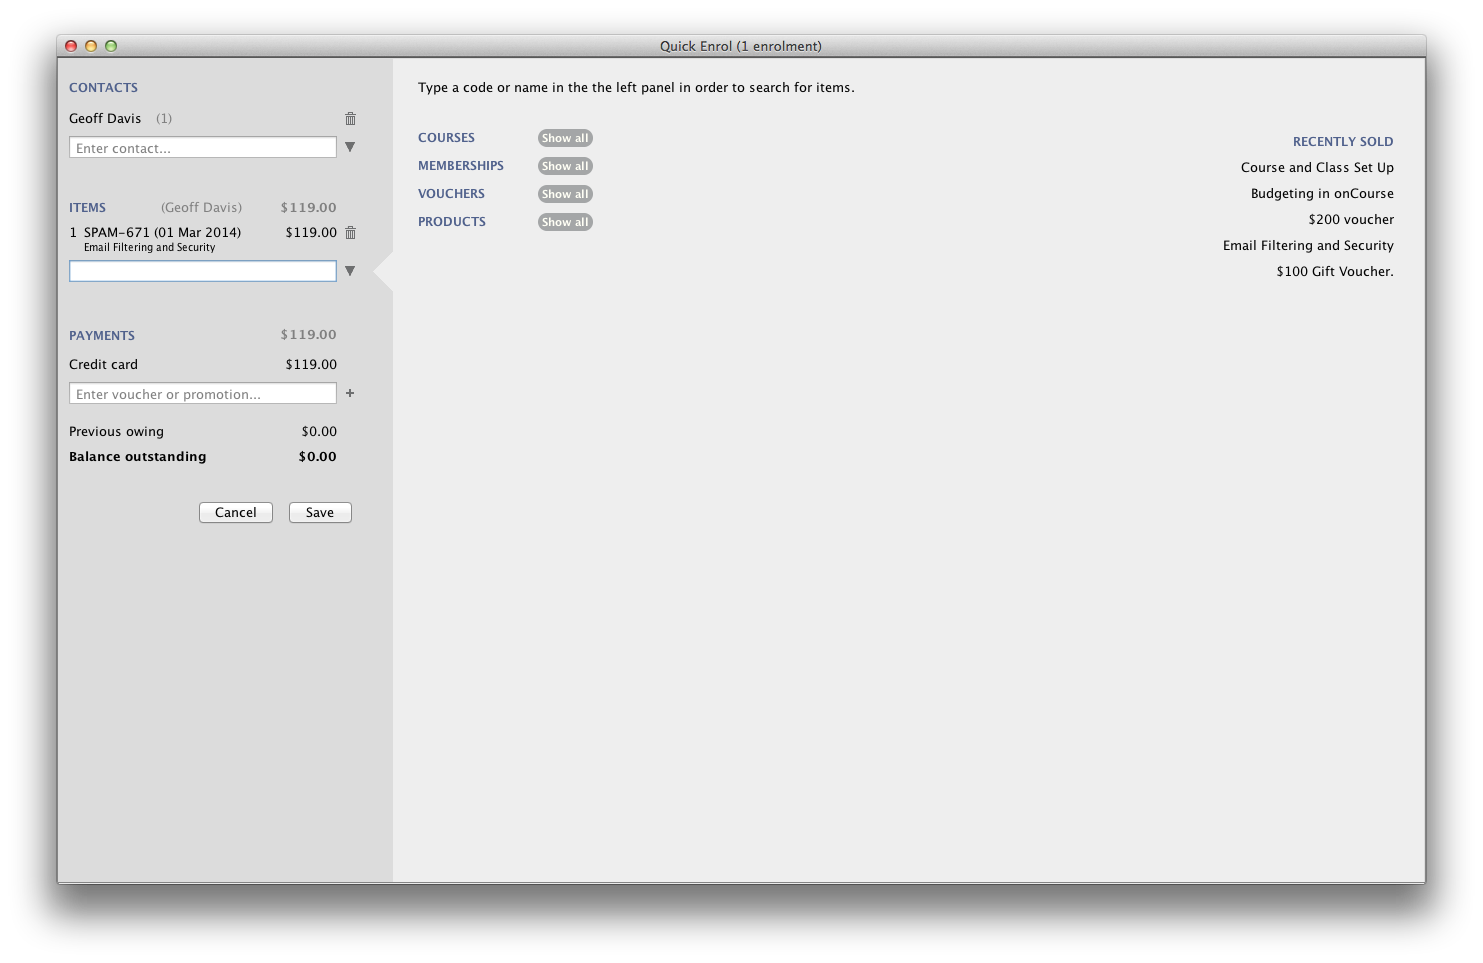 Quick Enrol (1 enrolment)
CONTACTS
Geoff Davis (1)
Enter contact...
ITEMS (Geoff Davis) $119.00
1 SPAM-671 (01 Mar 2014) $119.00
Email Filtering and Security
PAYMENTS $119.00
Credit card $119.00
Enter voucher or promotion...
+
Previous owing $0.00
Balance outstanding $0.00
Cancel Save
Type a code or name in the the left panel in order to search for items.
COURSES Show all
MEMBERSHIPS Show all
VOUCHERS Show all
PRODUCTS Show all
RECENTLY SOLD
Course and Class Set Up
Budgeting in onCourse
$200 voucher
Email Filtering and Security
$100 Gift Voucher.